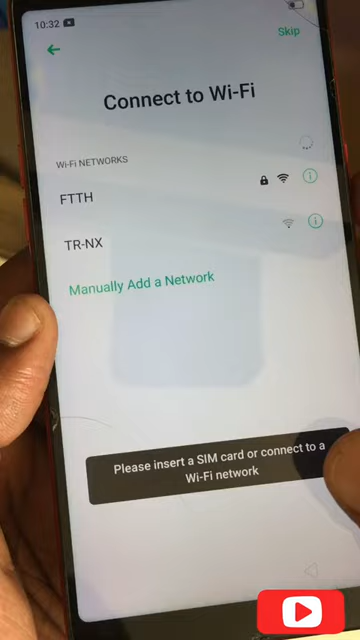 10:32
Skip
Connect to Wi-Fi
Wi-Fi NETWORKS
FTTH
TR-NX
Manually Add a Network
Please insert a SIM card or connect to a
Wi-Fi network